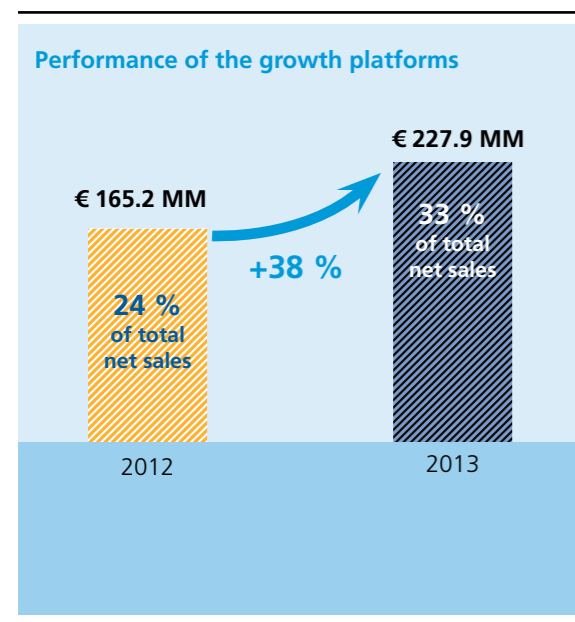 Performance of the growth platforms
€ 227.9 MM
€ 165.2 MM
33 %
of total
net sales
+38 %
24 %
of total
net sales
2012
2013